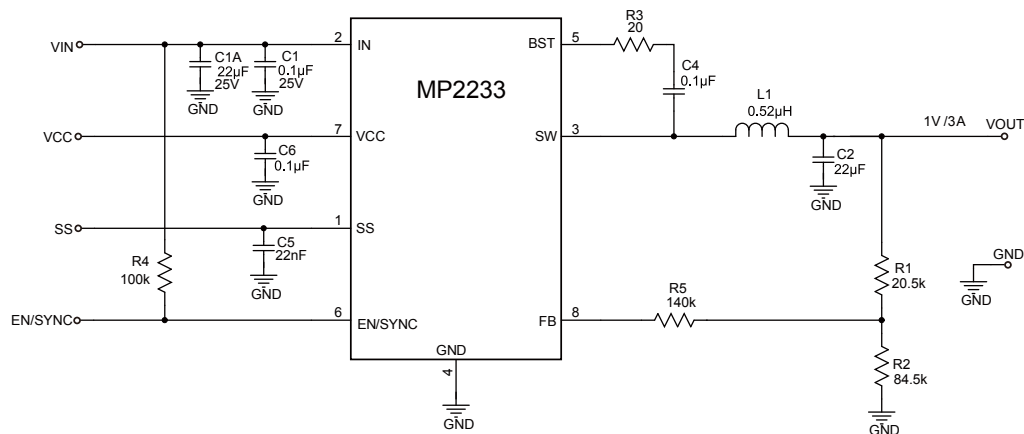 R3
20
VIN
2
IN
BST
5
C1A
22µF
25V
C1
0.1µF
25V
C4
0.1µF
GND
GND
MP2233
L1
0.52µH
VCC
7
VCC
SW
3
1V /3A
VOUT
C6
0.1µF
C2
22µF
GND
GND
SS
1
SS
C5
22nF
R4
100k
GND
GND
R1
20.5k
GND
R5
140k
EN/SYNC
6
EN/SYNC
FB
8
GND
4
R2
84.5k
GND
GND